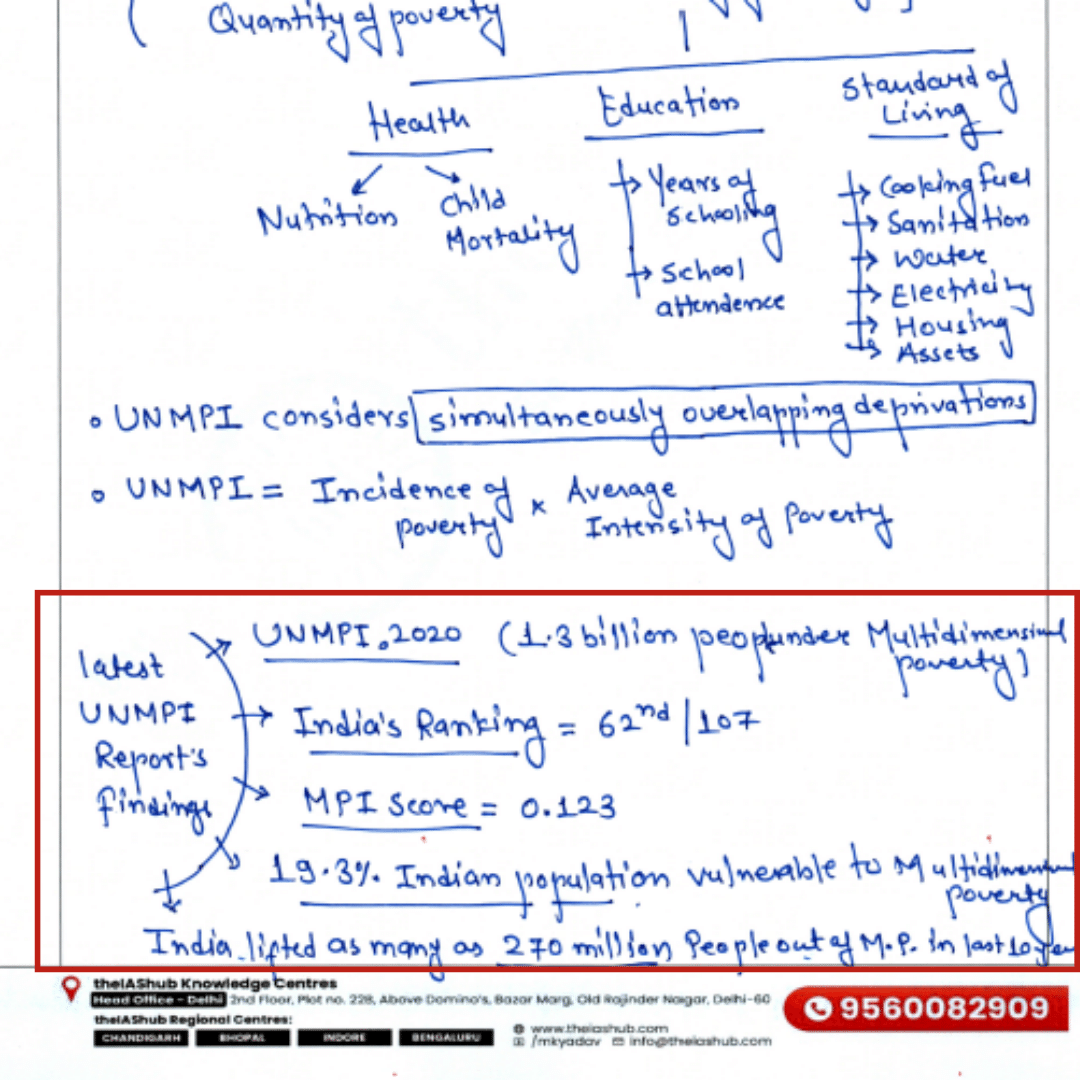 Quantity of poverty
Health
Education
Standard of
Living
Nutrition
Child
Mortality
Years of
Schooling
School
attendence
Cooking fuel
Sanitation
Water
Electricity
Housing
Assets
• UNMPI considers simultaneously overlapping deprivations
• UNMPI = Incidence of poverty × Average Intensity of Poverty
latest
UNMPI
Report's
findings
UNMPI.2020 (1.3 billion people under Multidimensinal
poverty)
India's Ranking = 62nd/107
MPI Score = 0.123
19.3% Indian population vulnerable to Multidimen
poverty
India lifted as many as 270 million People out of M.P. in last 10 yea
theIAShub Knowledge Centres
Head Office - Delhi 2nd Floor, Plot no. 22B, Above Domino's, Bazar Marg, Old Rajinder Nagar, Delhi-60
theIAShub Regional Centres:
CHANDIGARH BHOPAL INDORE BENGALURU
www.theiashub.com
/mkyadav info@theiashub.com
9560082909